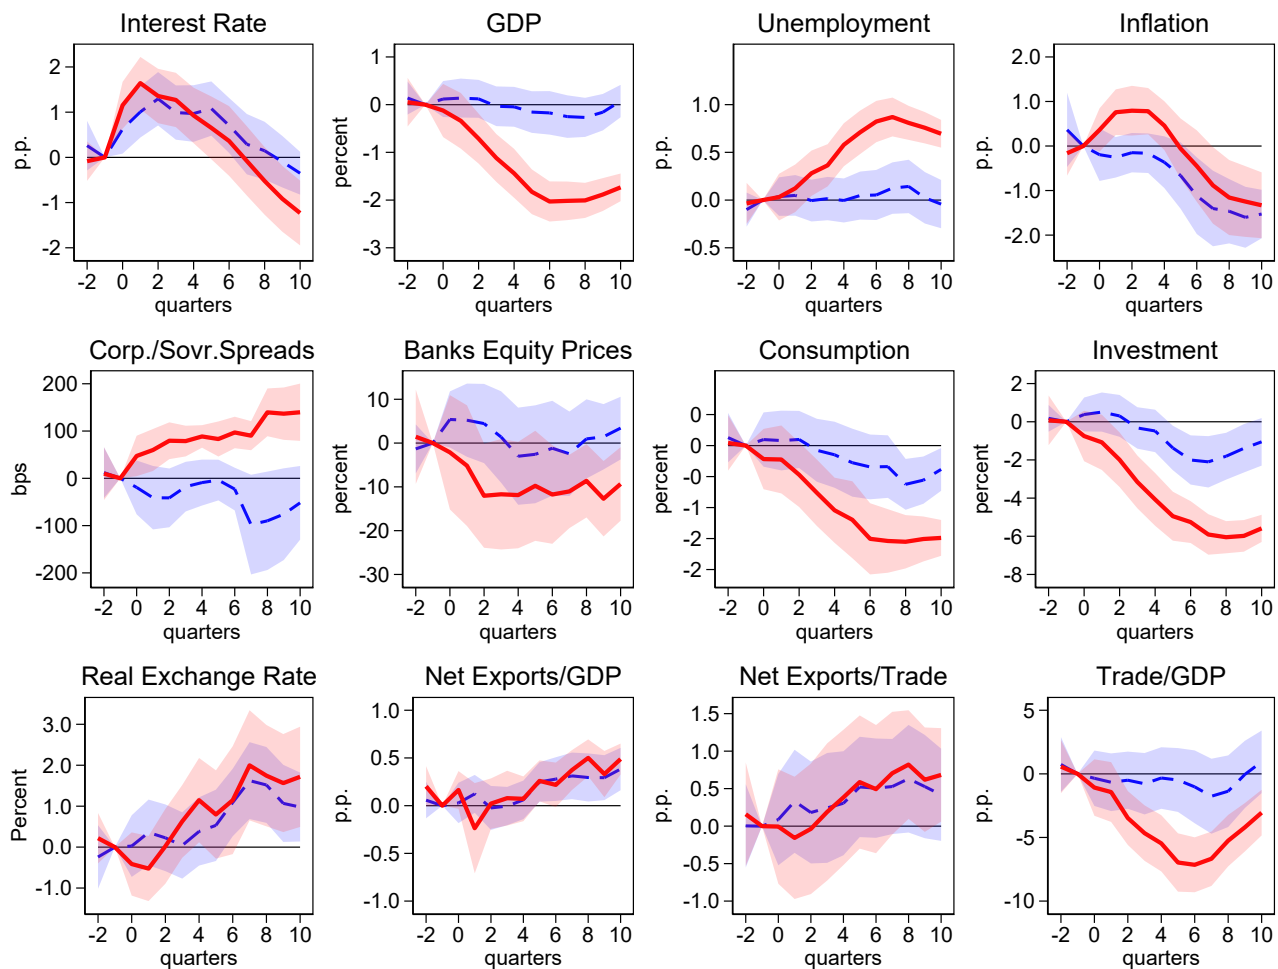 Interest Rate
2
1
0
-1
-2
p.p.
-2 0 2 4 6 8 10
quarters
GDP
1
0
-1
-2
-3
percent
-2 0 2 4 6 8 10
quarters
Unemployment
1.0
0.5
0.0
-0.5
p.p.
-2 0 2 4 6 8 10
quarters
Inflation
2.0
1.0
0.0
-1.0
-2.0
p.p.
-2 0 2 4 6 8 10
quarters
Corp./Sovr.Spreads
200
100
0
-100
-200
bps
-2 0 2 4 6 8 10
quarters
Banks Equity Prices
10
0
-10
-20
-30
percent
-2 0 2 4 6 8 10
quarters
Consumption
0
0
-0
-1
-2
-2
percent
-2 0 2 4 6 8 10
quarters
Investment
2
0
-2
-4
-6
-8
percent
-2 0 2 4 6 8 10
quarters
Real Exchange Rate
3.0
2.0
1.0
0.0
-1.0
Percent
-2 0 2 4 6 8 10
quarters
Net Exports/GDP
1.0
0.5
0.0
-0.5
-1.0
p.p.
-2 0 2 4 6 8 10
quarters
Net Exports/Trade
1.5
1.0
0.5
0.0
-0.5
-1.0
p.p.
-2 0 2 4 6 8 10
quarters
Trade/GDP
5
0
-5
-10
p.p.
-2 0 2 4 6 8 10
quarters